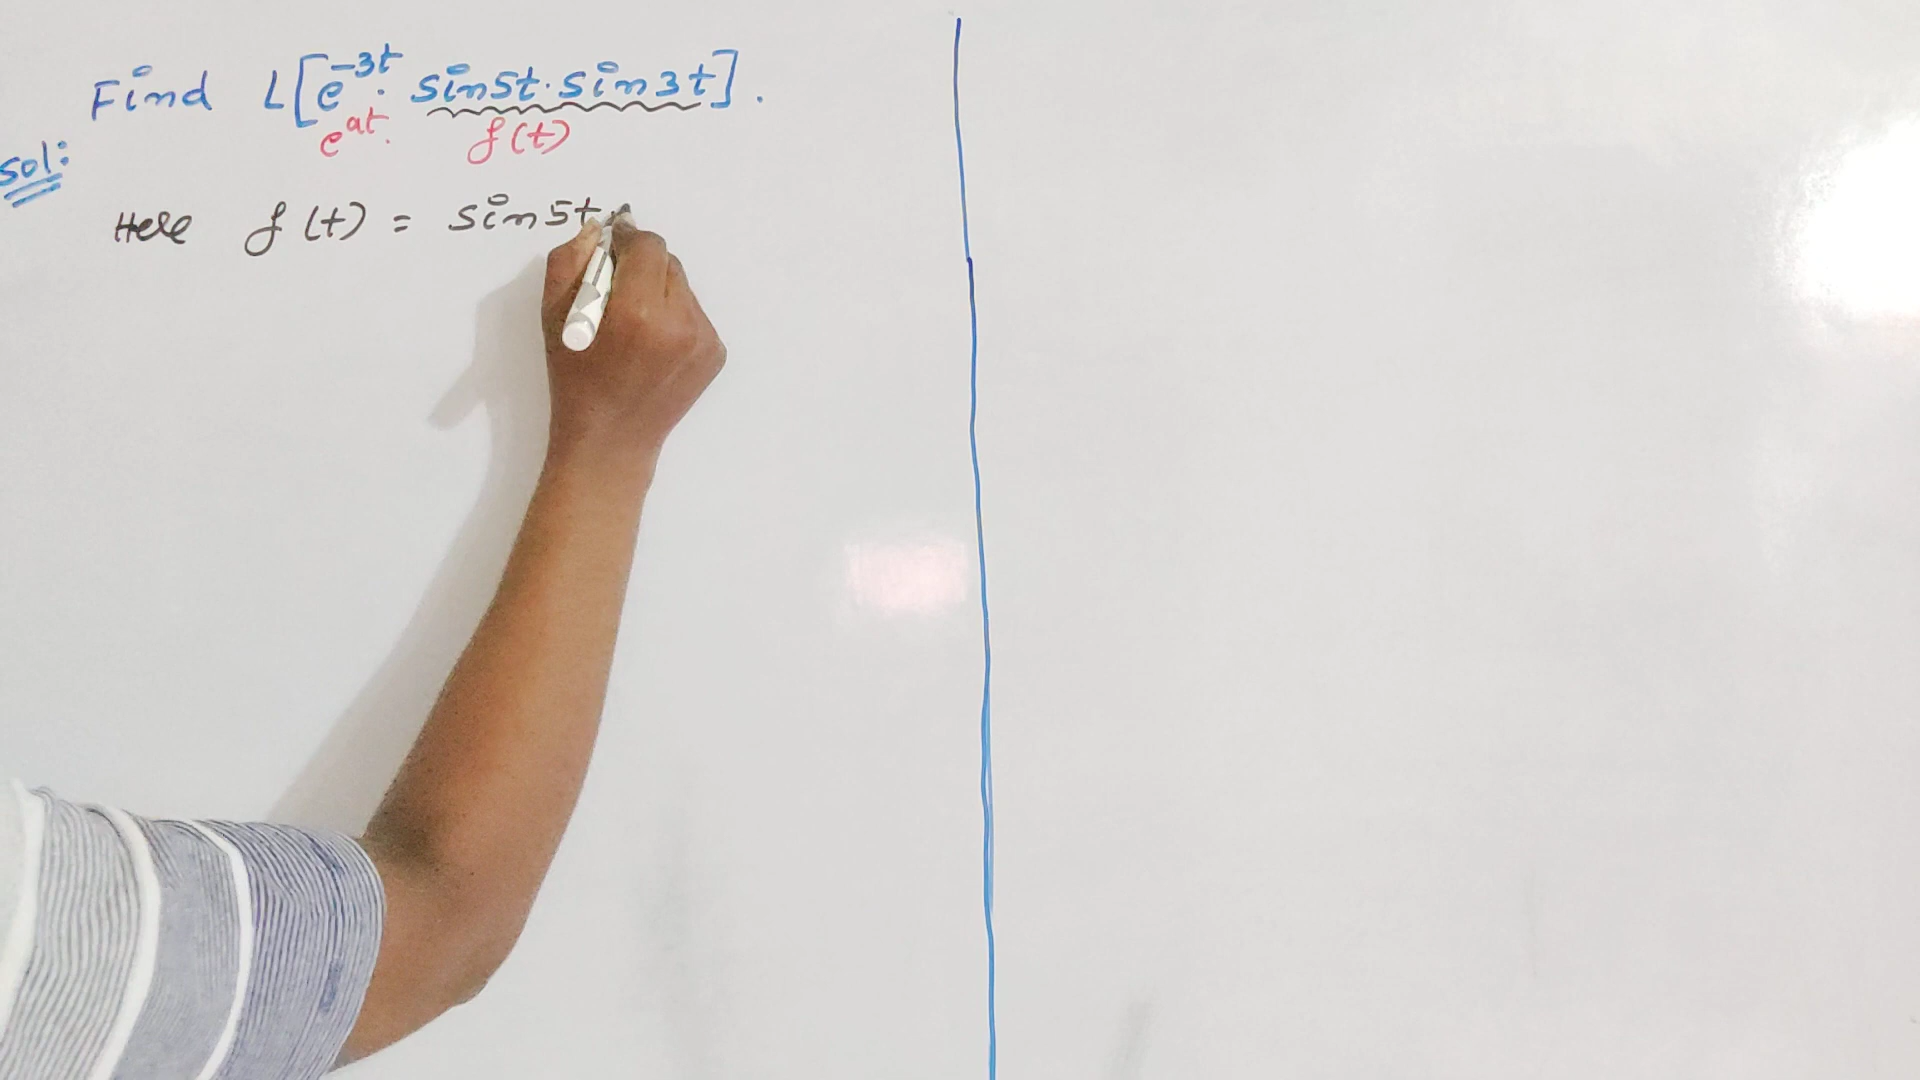 Find L[e^-3t. sin5t.sin3t].
e^at. f(t)
Sol:
Here f(t) = sin5t